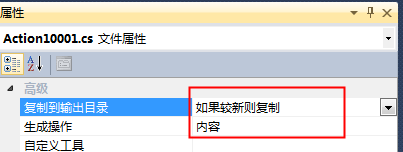 属性
Action10001.cs 文件属性
高级
复制到输出目录 如果较新则复制
生成操作 内容
自定义工具